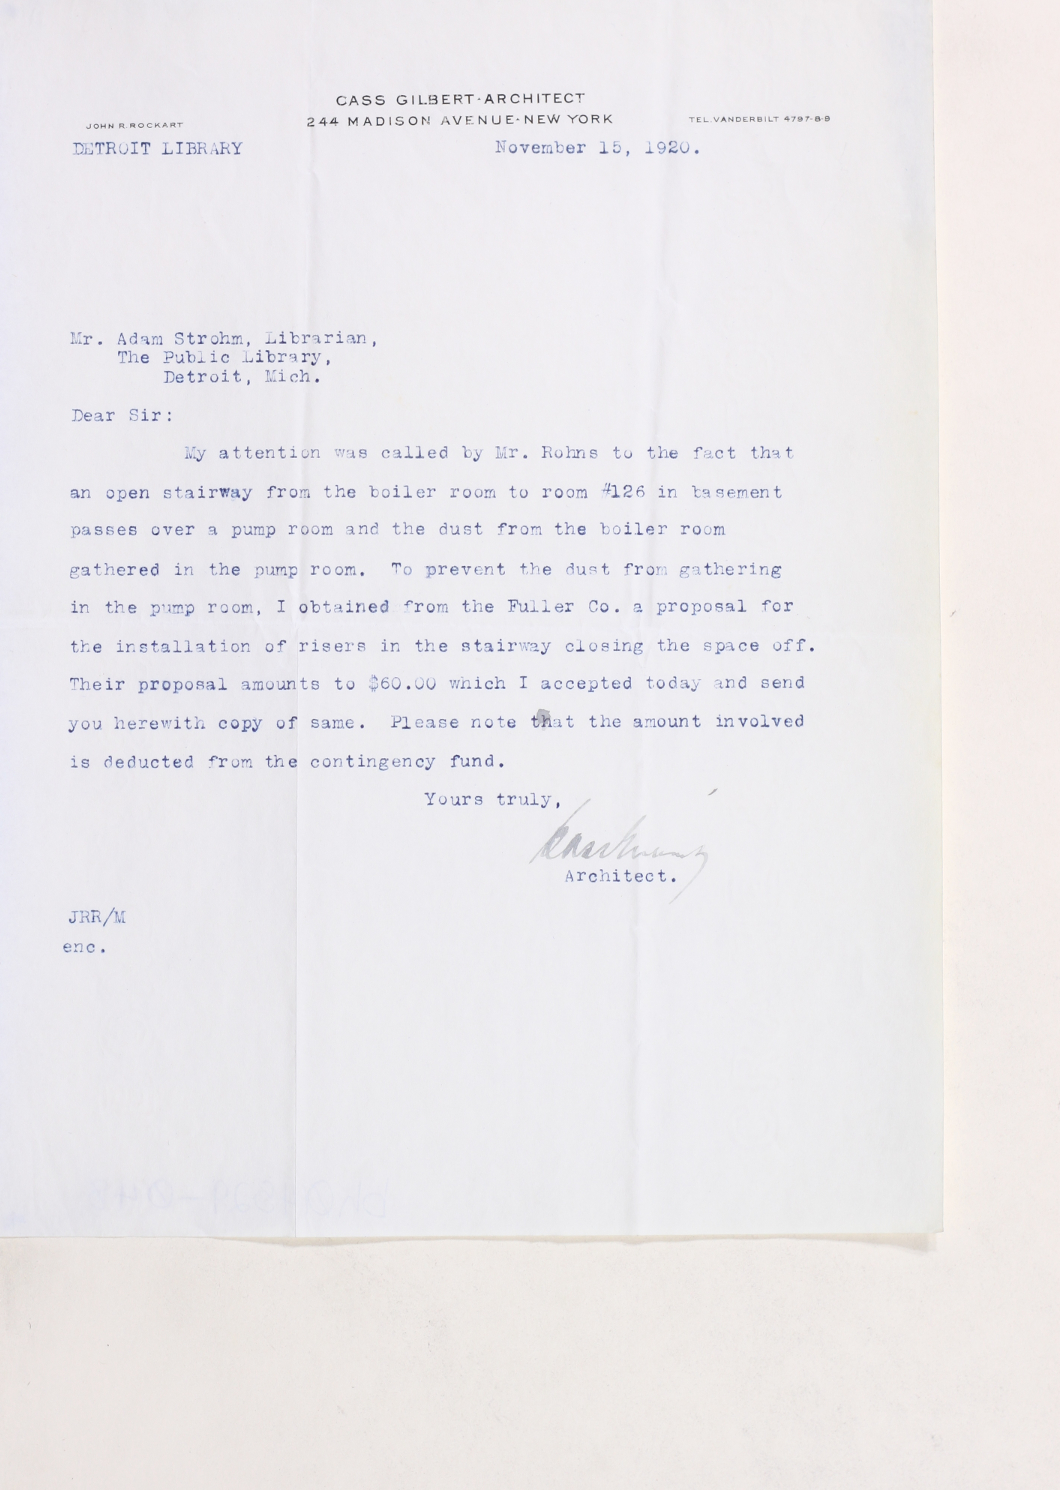 CASS GILBERT-ARCHITECT
244 MADISON AVENUE-NEW YORK
JOHN R. ROCKART
TEL. VANDERBILT 4797-8-9
DETROIT LIBRARY
November 15, 1920.
Mr. Adam Strohm, Librarian,
The Public Library,
Detroit, Mich.
Dear Sir:
My attention was called by Mr. Rohns to the fact that
an open stairway from the boiler room to room #126 in basement
passes over a pump room and the dust from the boiler room
gathered in the pump room. To prevent the dust from gathering
in the pump room, I obtained from the Fuller Co. a proposal for
the installation of risers in the stairway closing the space off.
Their proposal amounts to $60.00 which I accepted today and send
you herewith copy of same. Please note that the amount involved
is deducted from the contingency fund.
Yours truly,
Architect.
JRR/M
enc.